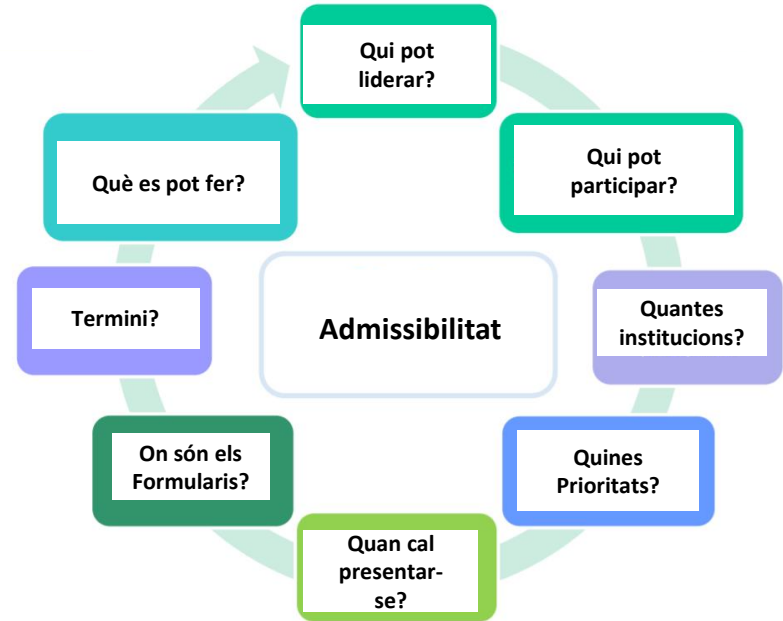 Qui pot
liderar?
Qui pot
participar?
Quantes
institucions?
Quines
Prioritats?
Quan cal
presentar-
se?
On són els
Formularis?
Termini?
Què es pot fer?
Admissibilitat